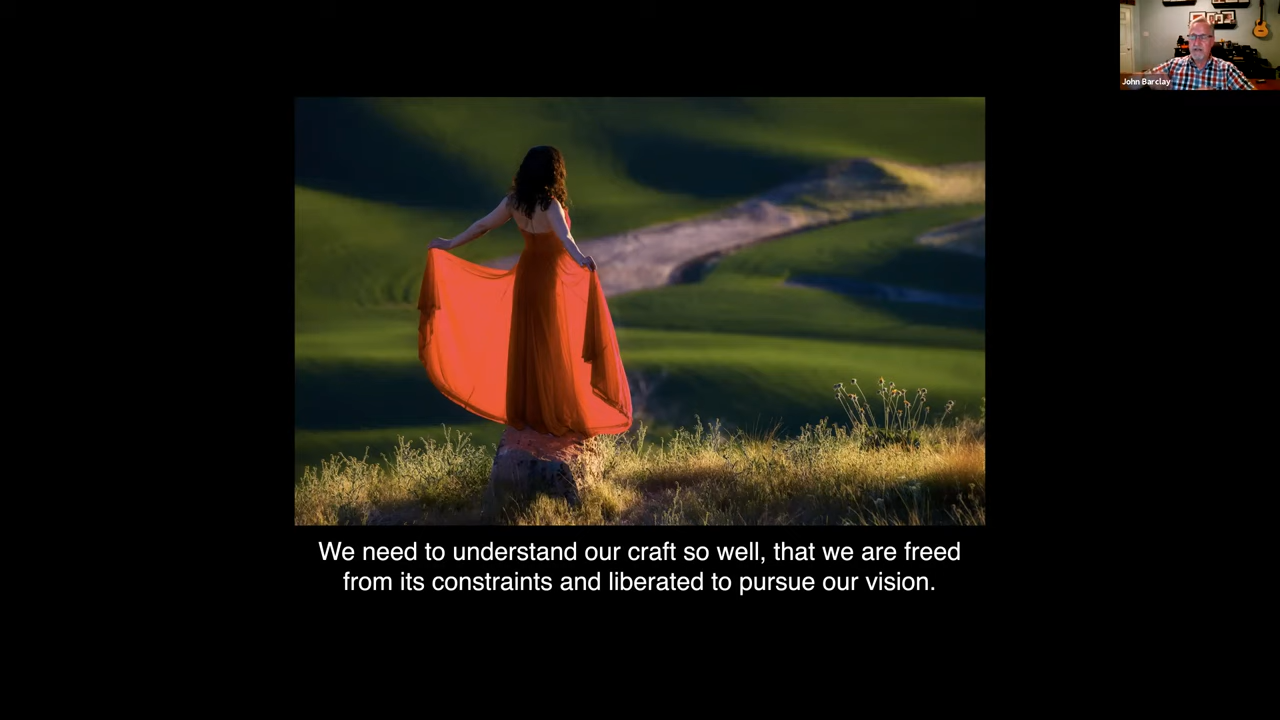 John Barclay
We need to understand our craft so well, that we are freed
from its constraints and liberated to pursue our vision.